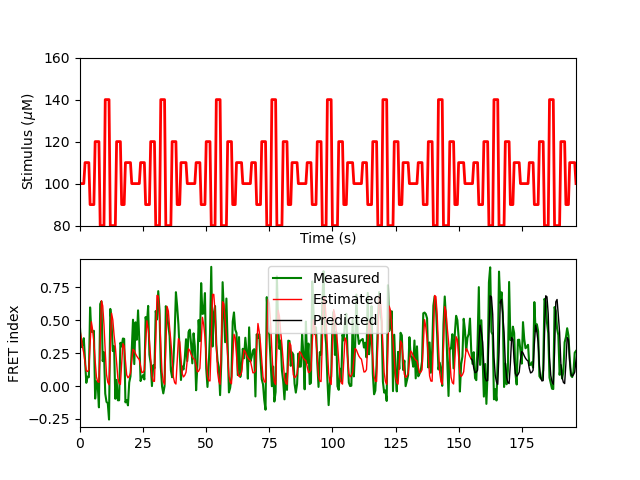 160
140
120
100
80
Stimulus (μM)
Time (s)
0.75
0.50
0.25
0.00
−0.25
FRET index
Measured
Estimated
Predicted
0 25 50 75 100 125 150 175